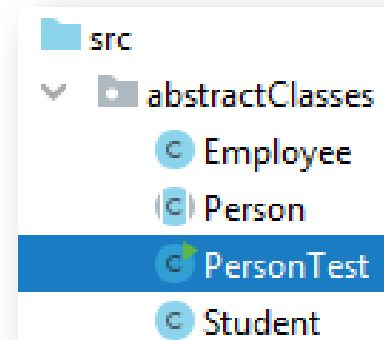 src
abstractClasses
C Employee
C Person
C PersonTest
C Student